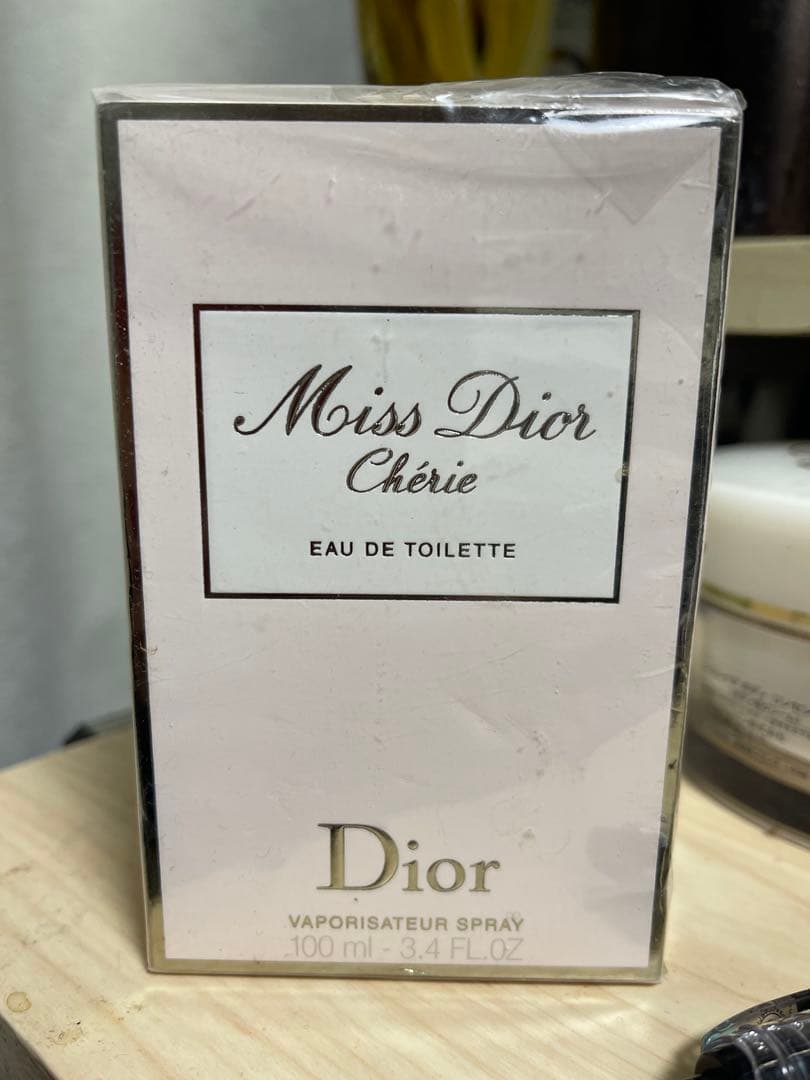 Miss Dior
Chérie
EAU DE TOILETTE
Dior
VAPORISATEUR SPRAY
100 ml - 3.4 FL.OZ